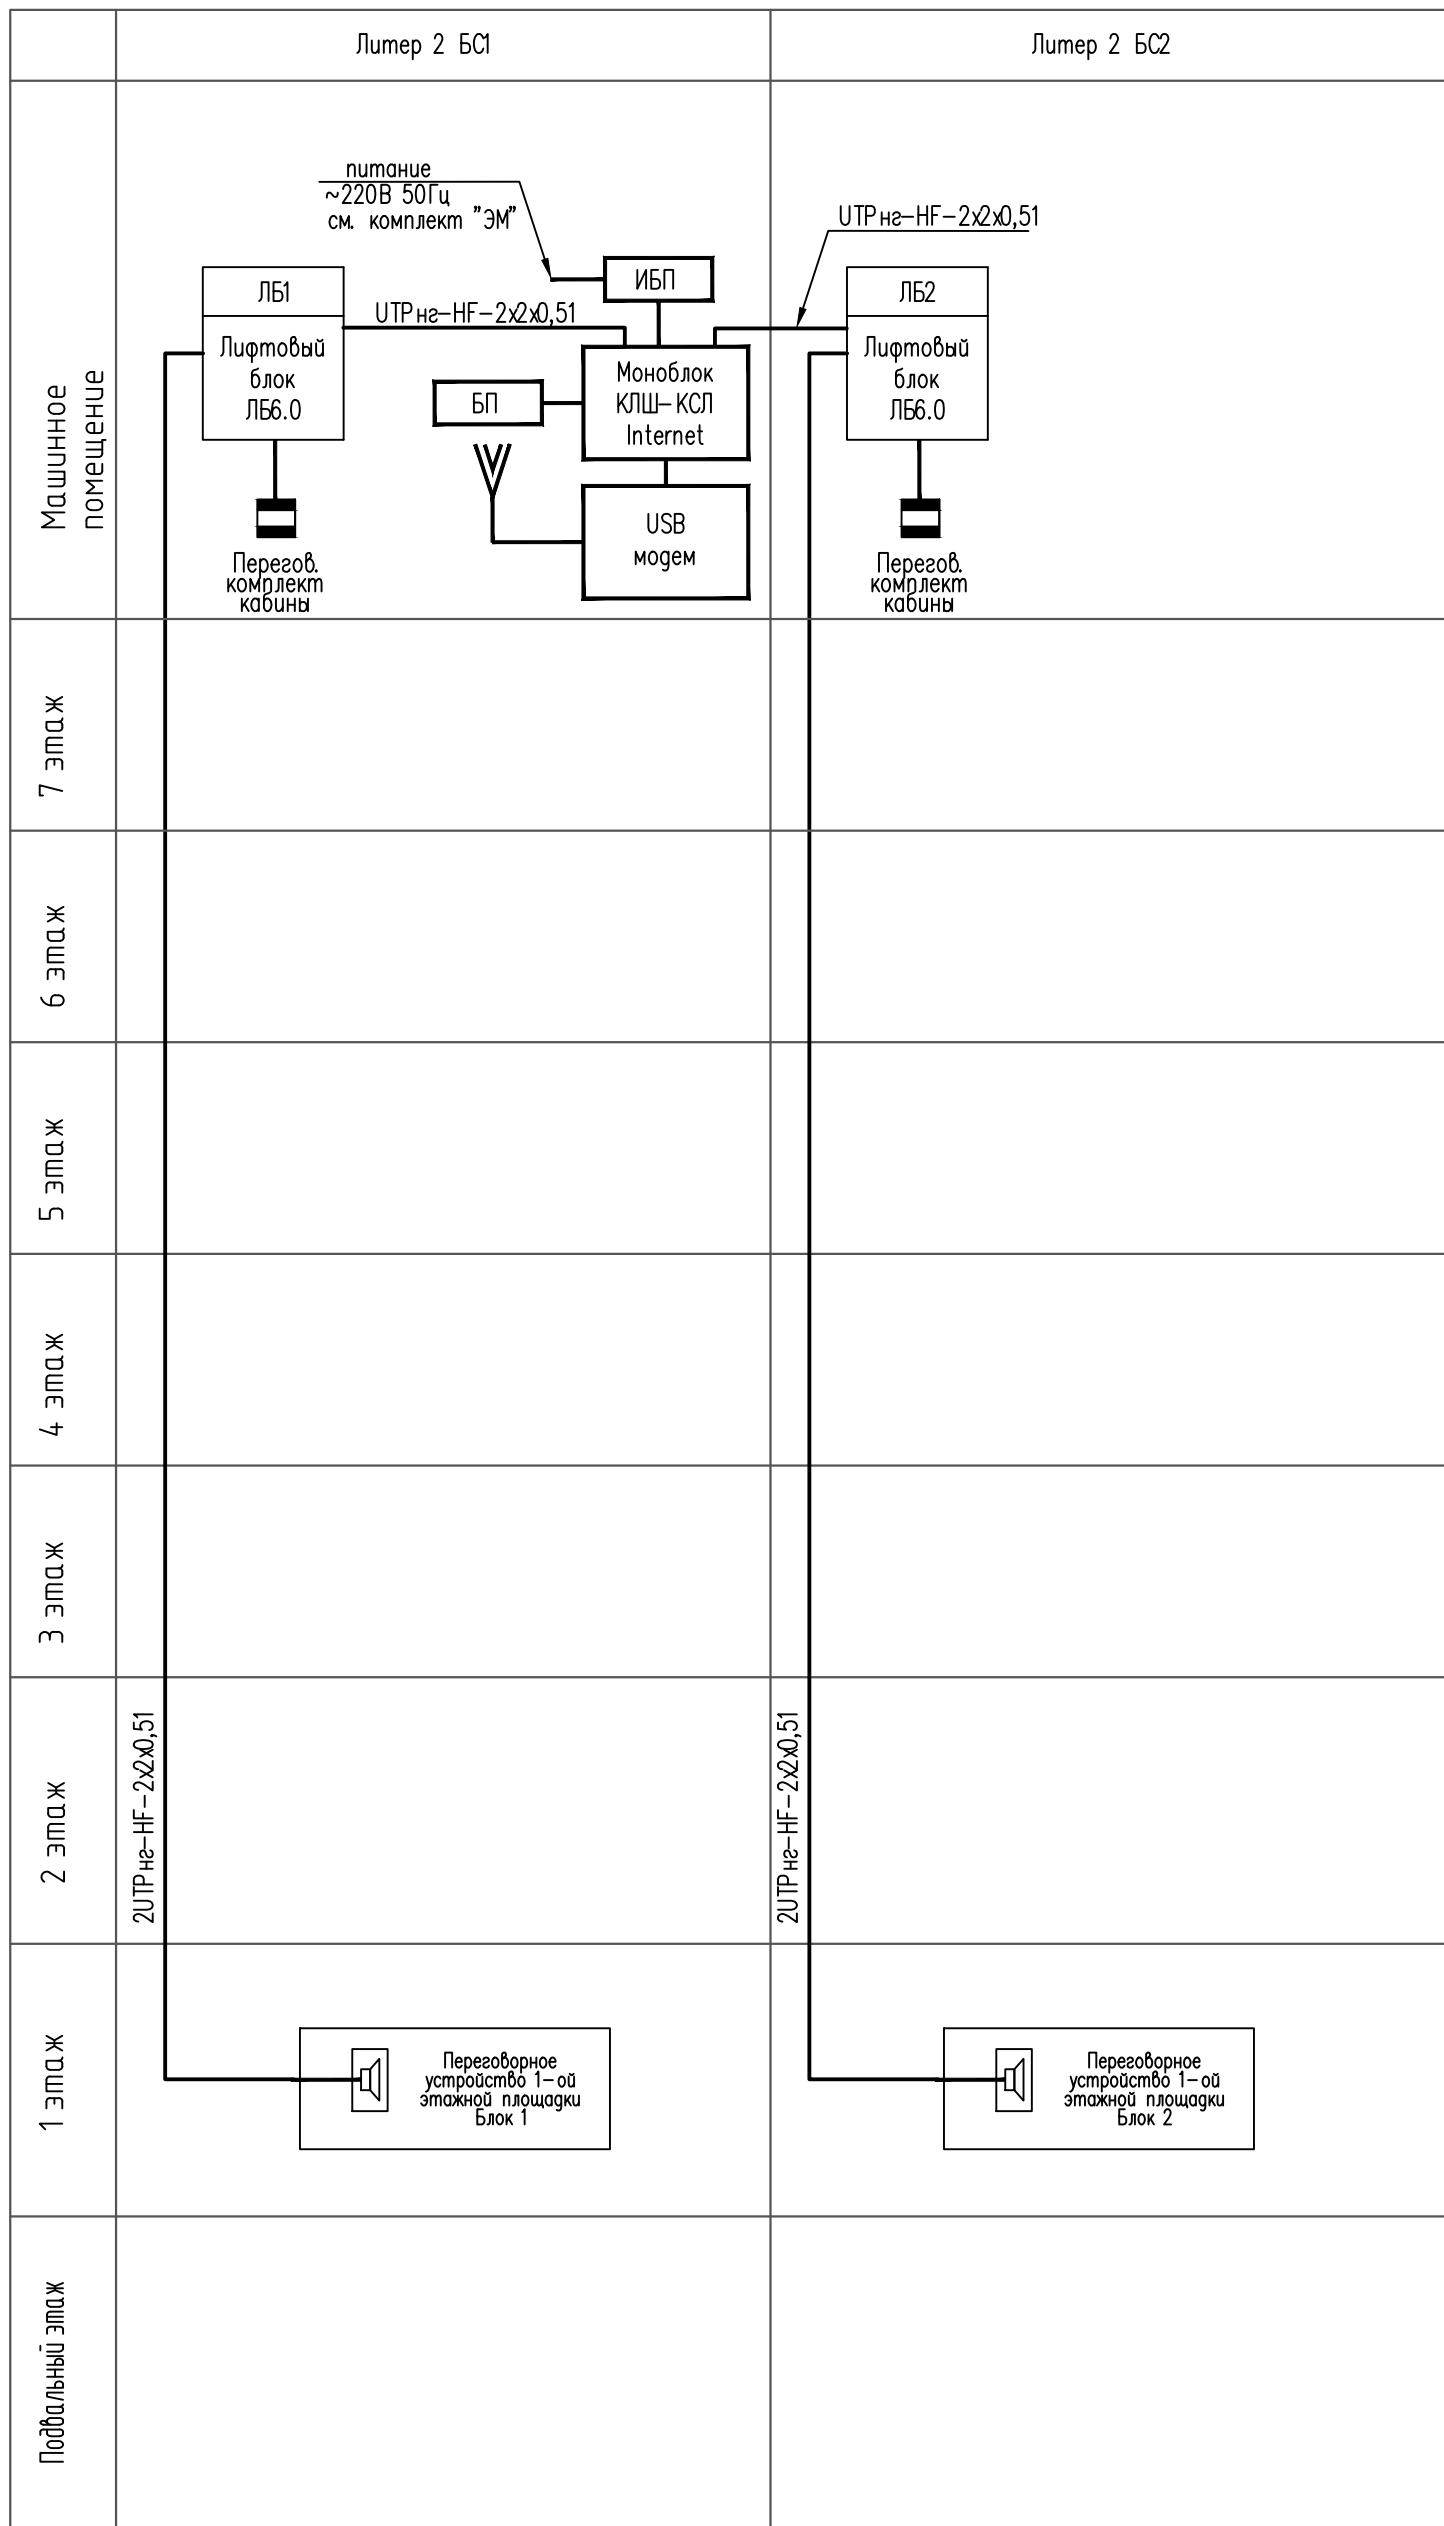 Литер 2 БС1
Литер 2 БС2
Машинное
помещение
питание
~220В 50Гц
см. комплект "ЭМ"
UTPнг-HF-2x2x0,51
ИБП
ЛБ1
Лифтовый
блок
ЛБ6.0
UTPнг-HF-2x2x0,51
БП
Моноблок
КЛШ-КСЛ
Internet
USB
модем
ЛБ2
Лифтовый
блок
ЛБ6.0
Перегов.
комплект
кабины
Перегов.
комплект
кабины
7 этаж
6 этаж
5 этаж
4 этаж
3 этаж
2 этаж
2UTPнг-HF-2x2x0,51
2UTPнг-HF-2x2x0,51
1 этаж
Переговорное
устройство 1-ой
этажной площадки
Блок 1
Переговорное
устройство 1-ой
этажной площадки
Блок 2
Подвальный этаж